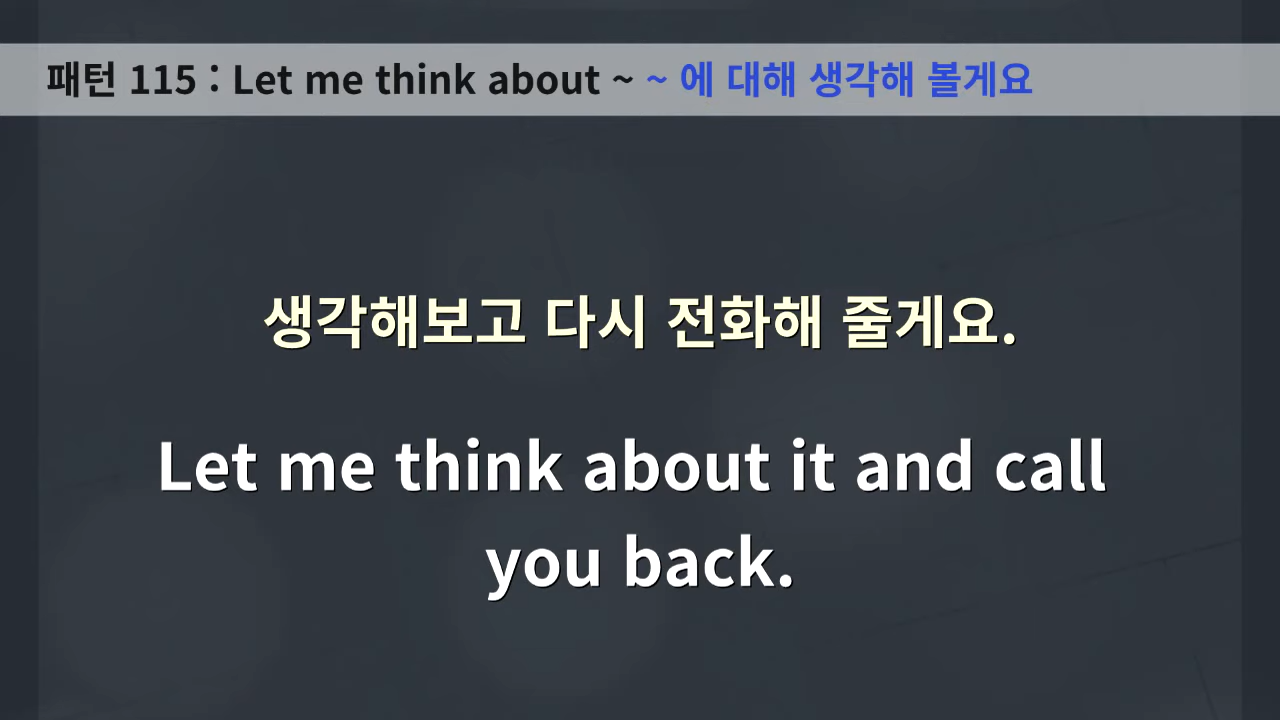 패턴 115 : Let me think about ~ ~ 에 대해 생각해 볼게요
생각해보고 다시 전화해 줄게요.
Let me think about it and call
you back.